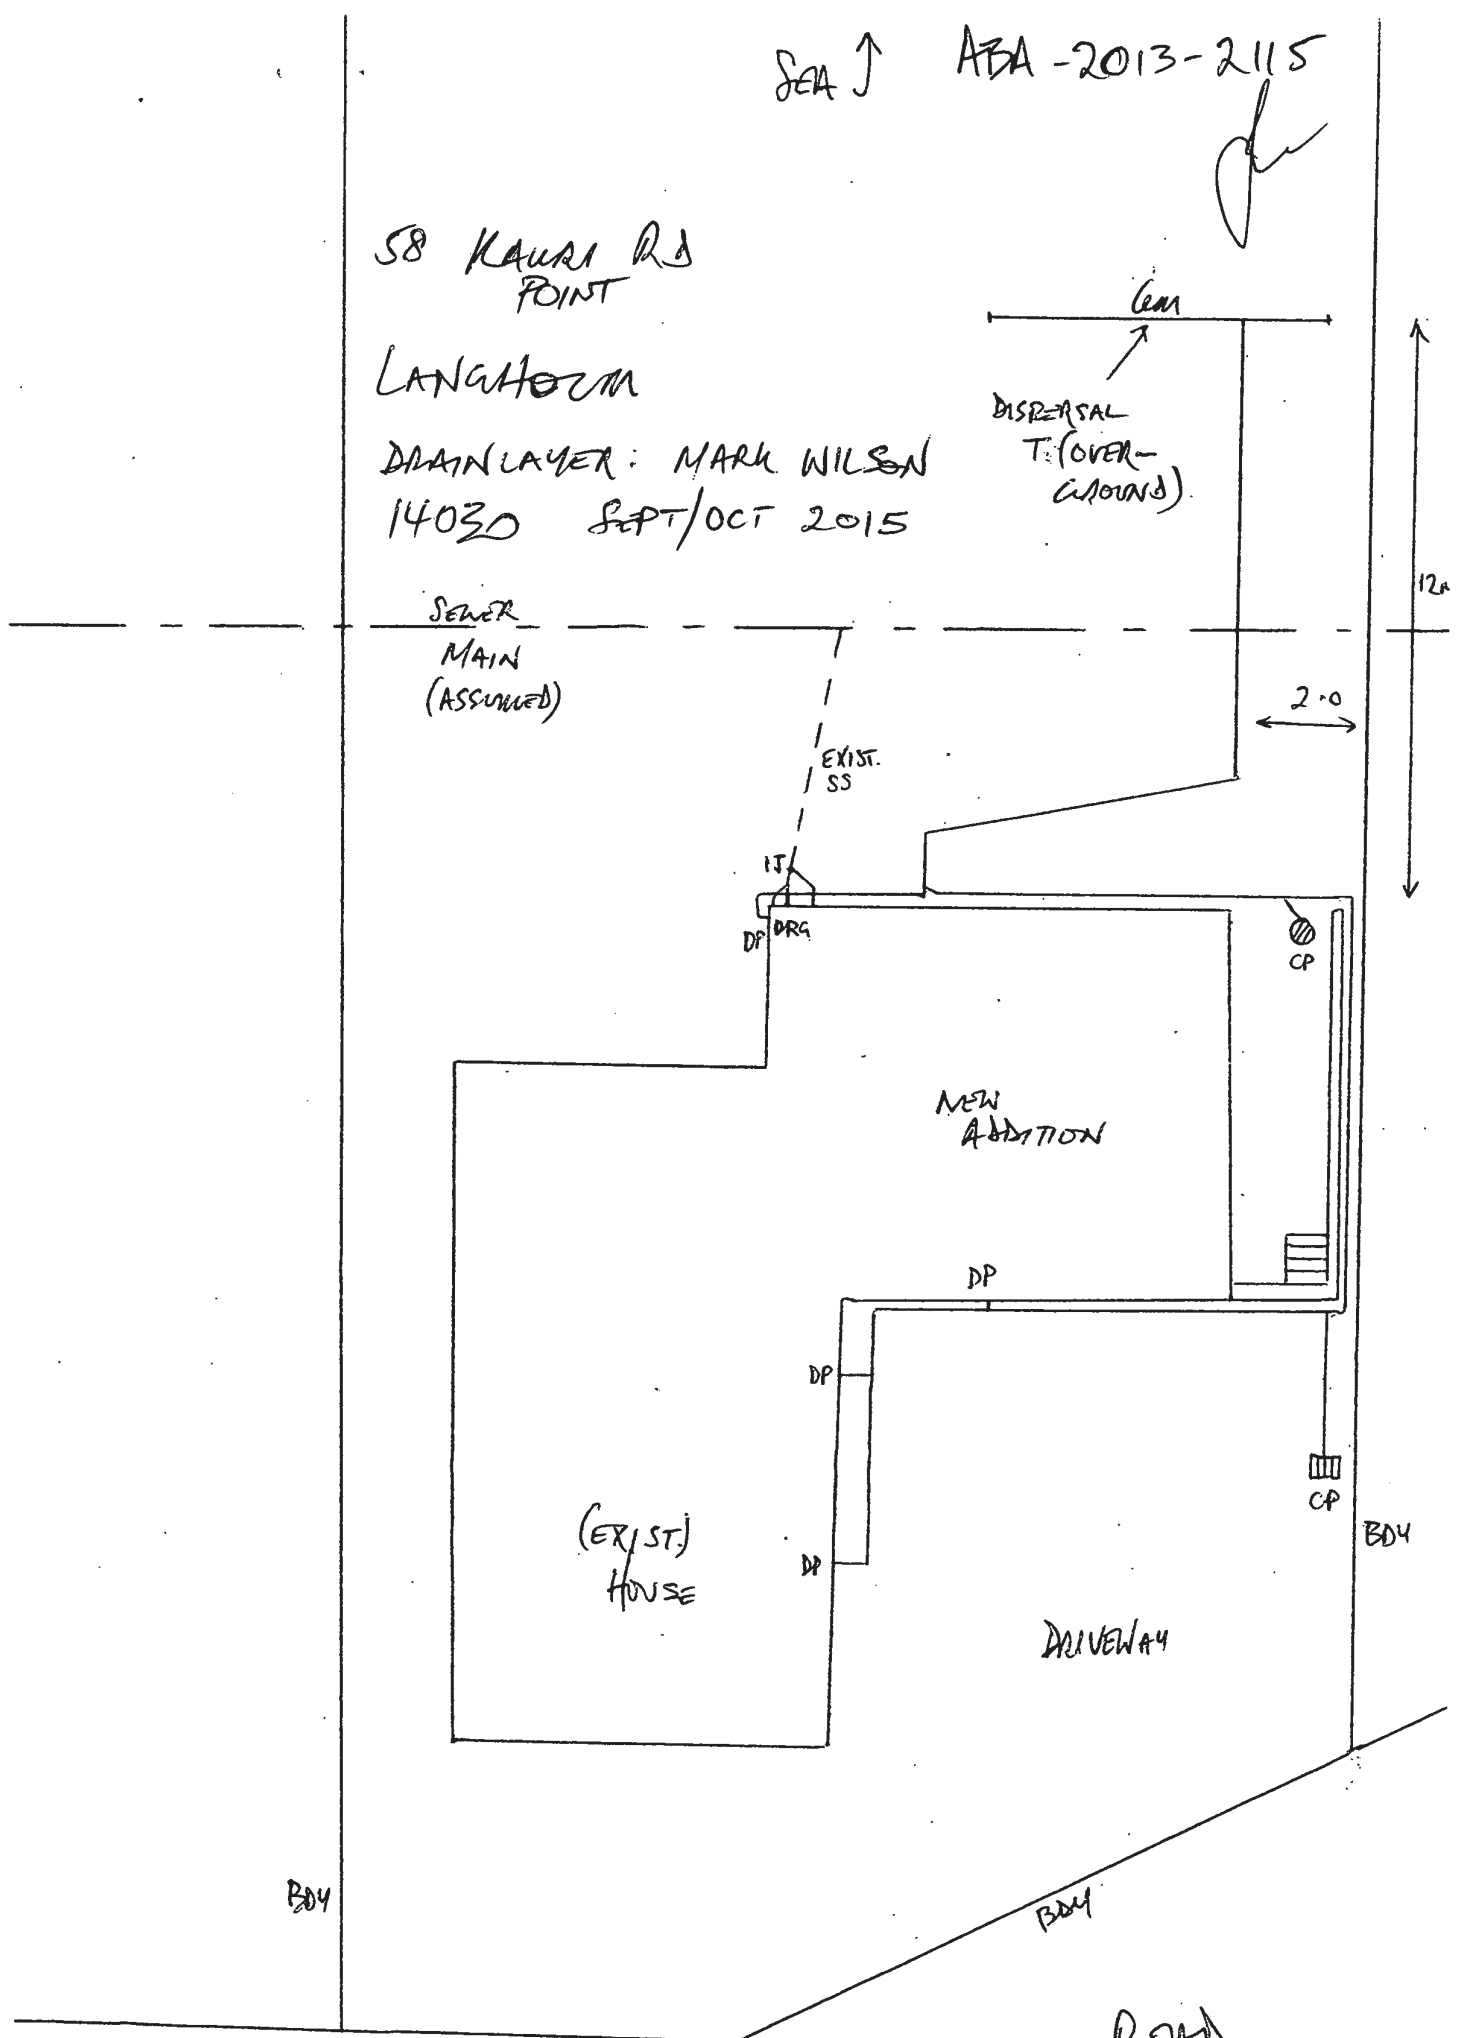 SEA
ABA-2013-2115
58 KAURI RD
POINT
LANGHOLM
DRAINLAYER: MARK WILSON
14030 SEPT/OCT 2015
6m
DISPERSAL
T (OVER-
GROUND)
12m
SEWER
MAIN
(ASSUMED)
2.0
EXIST.
SS
IJ
DP
DRG
CP
NEW
ADDITION
DP
DP
CP
BDY
(EXIST.)
HOUSE
DP
DRIVEWAY
BDY
BDY
Road